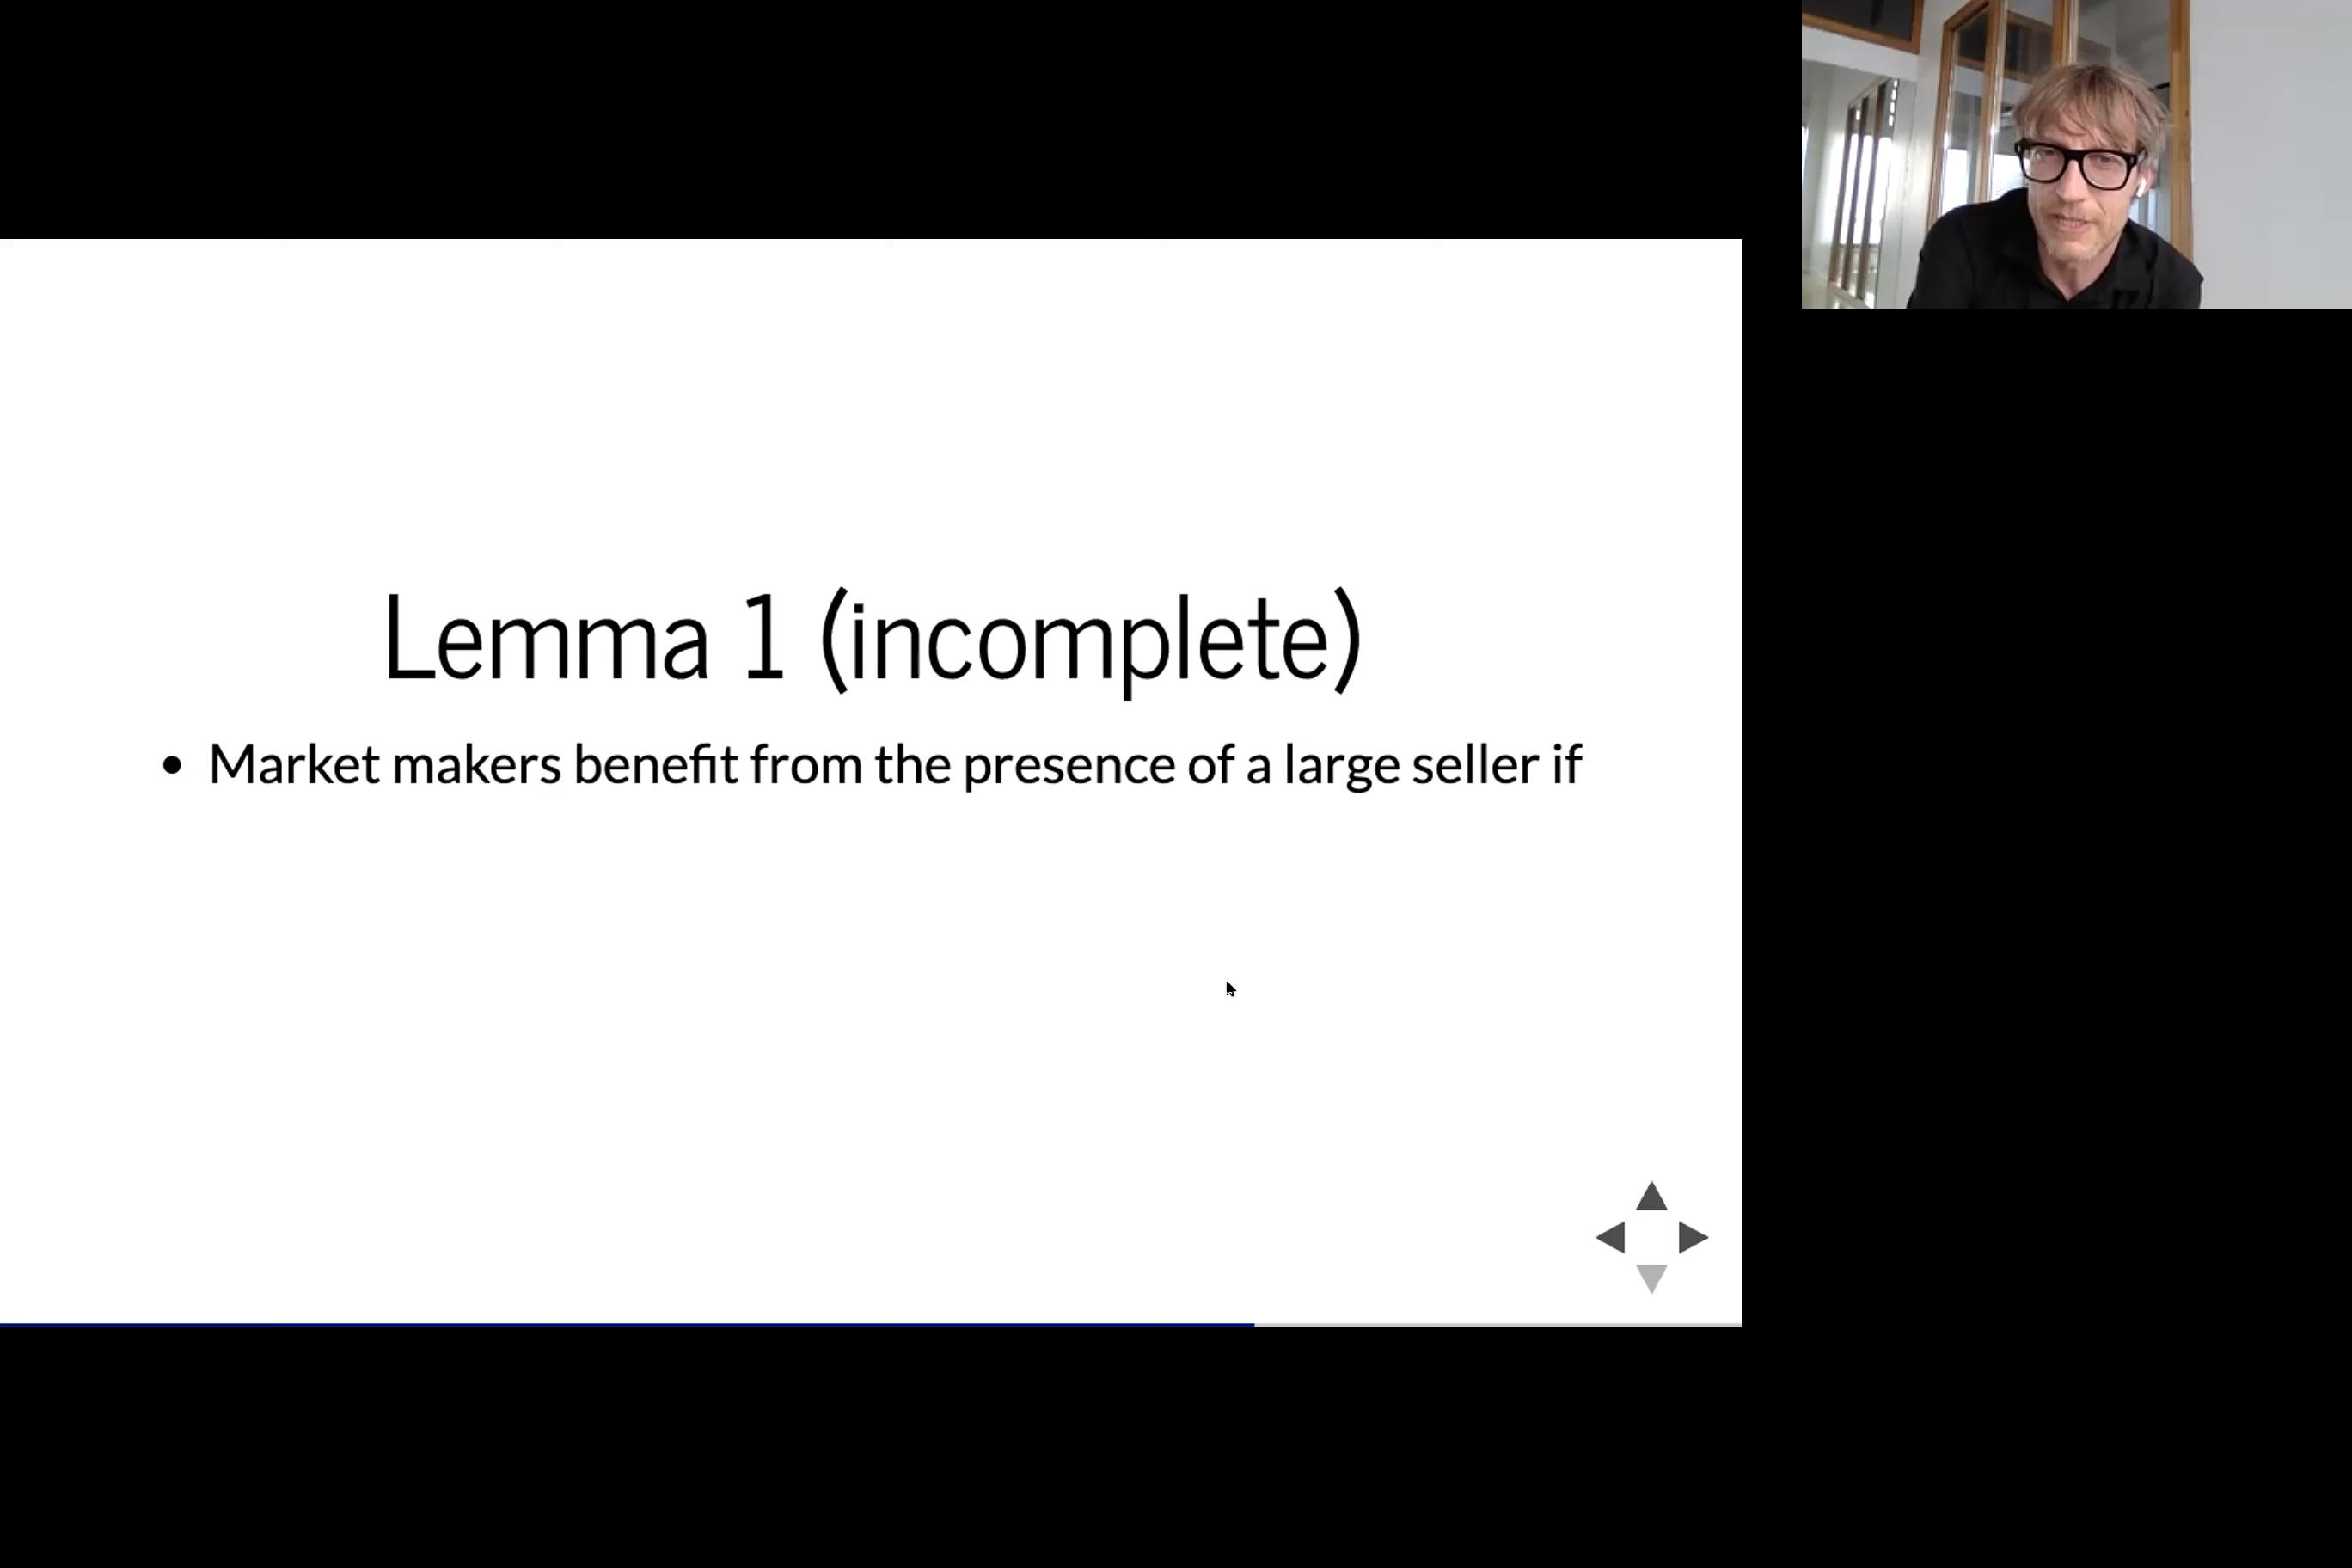 Lemma 1 (incomplete)
• Market makers benefit from the presence of a large seller if